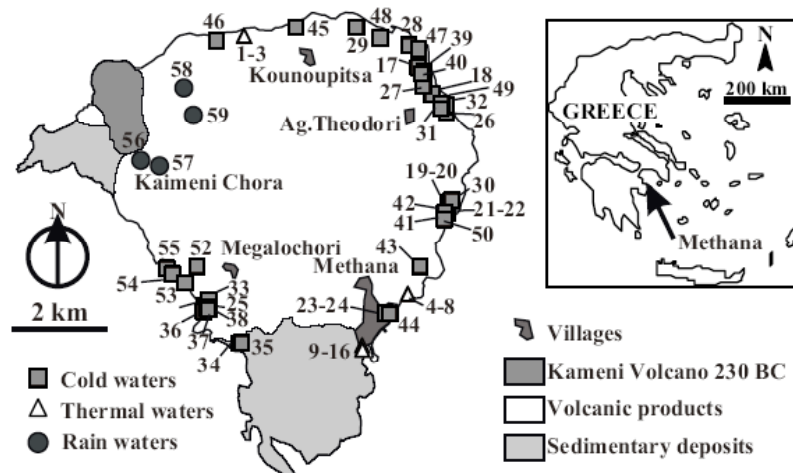 46
1-3
45
48
28
29
47
39
17
40
18
27
49
32
31
26
Kounoupitsa
58
59
Ag.Theodori
56
57
Kaimeni Chora
19-20
30
42
21-22
41
50
N
55
52
Megalochori
Methana
43
54
53
33
25
38
36
37
34
35
23-24
4-8
44
9-16
2 km
Cold waters
Thermal waters
Rain waters
N
200 km
GREECE
Methana
Villages
Kameni Volcano 230 BC
Volcanic products
Sedimentary deposits